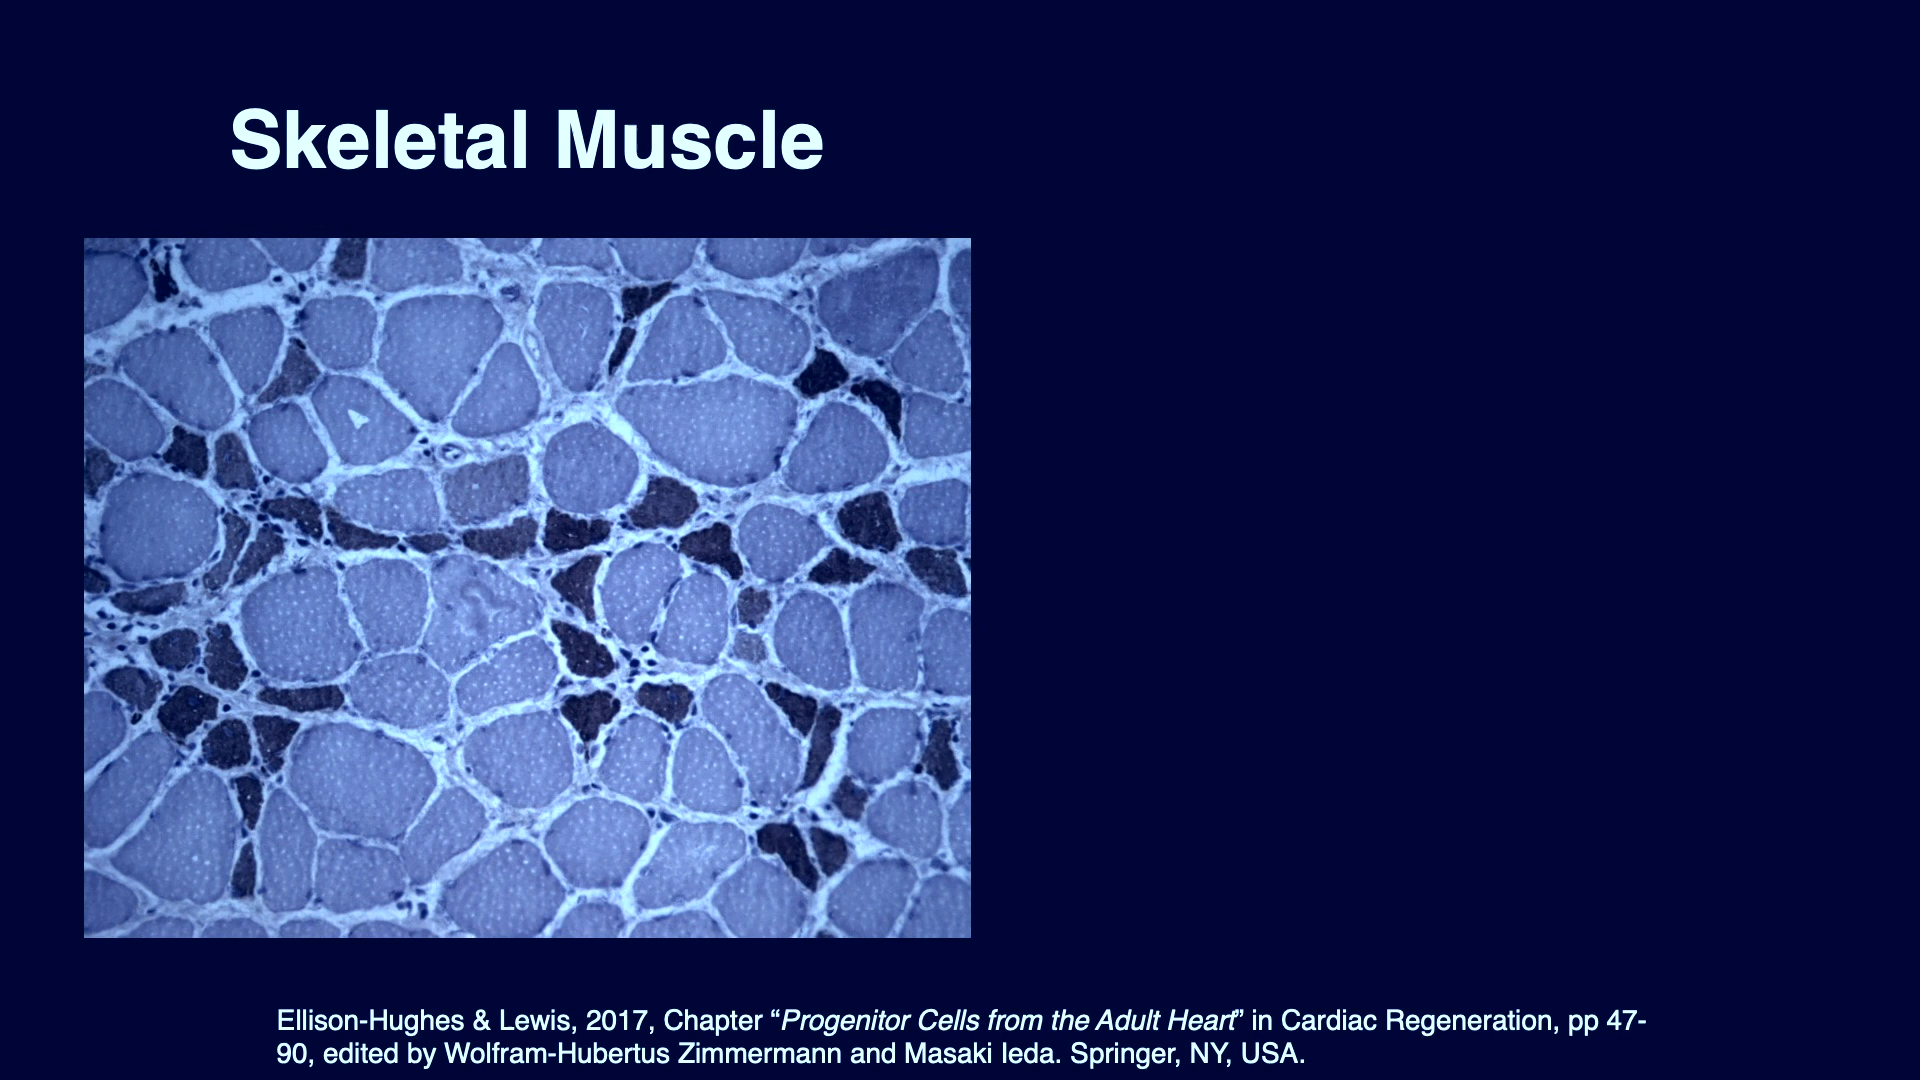 Skeletal Muscle
Ellison-Hughes & Lewis, 2017, Chapter “Progenitor Cells from the Adult Heart” in Cardiac Regeneration, pp 47-
90, edited by Wolfram-Hubertus Zimmermann and Masaki Ieda. Springer, NY, USA.